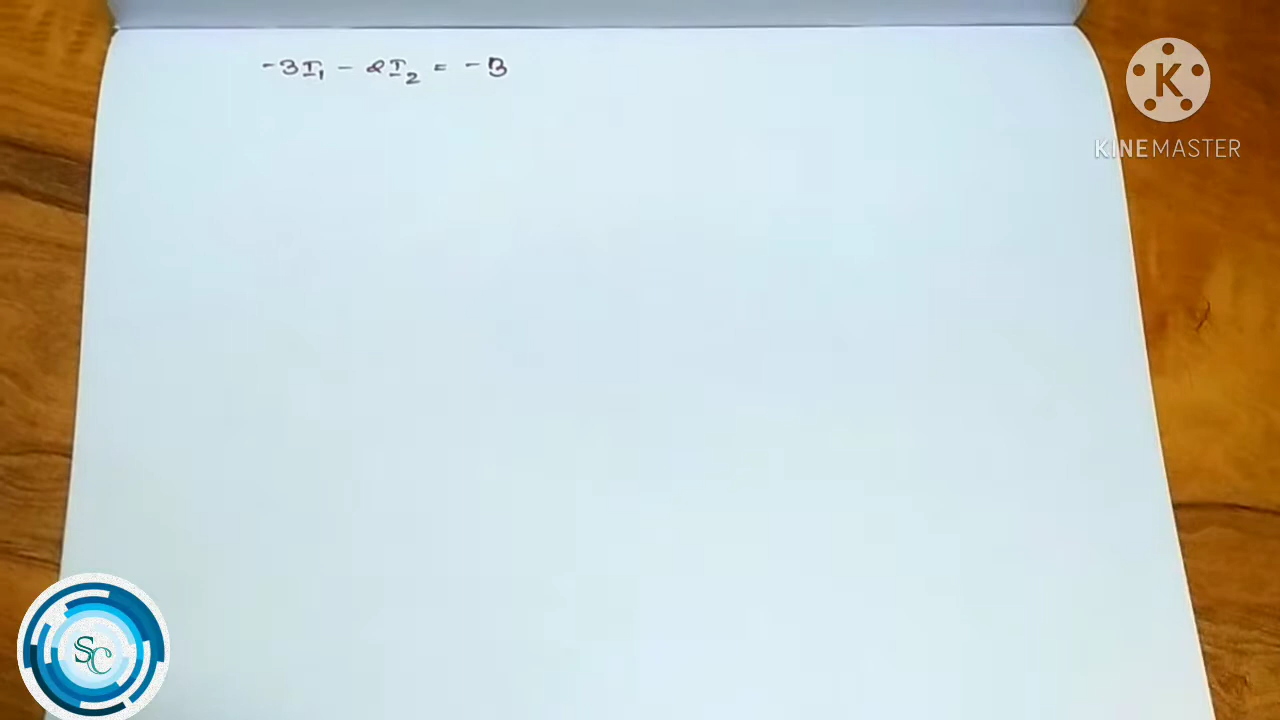 -3I₁ - 2I₂ = -3
K
KINEMASTER
SC